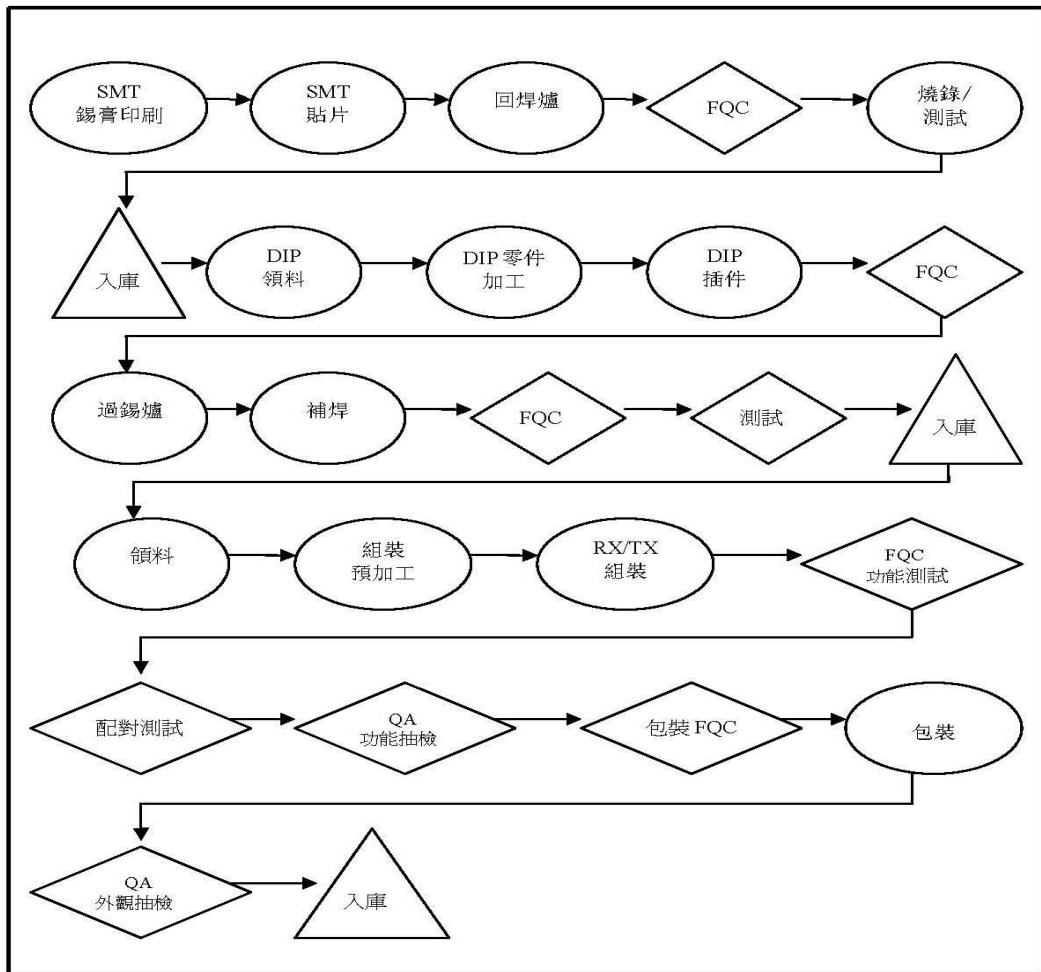 SMT
錫膏印刷
SMT
貼片
回焊爐
FQC
燒錄/
測試
入庫
DIP
領料
DIP 零件
加工
DIP
插件
FQC
過錫爐
補焊
FQC
測試
入庫
領料
組裝
預加工
RX/TX
組裝
FQC
功能測試
配對測試
QA
功能抽檢
包裝 FQC
包裝
QA
外觀抽檢
入庫